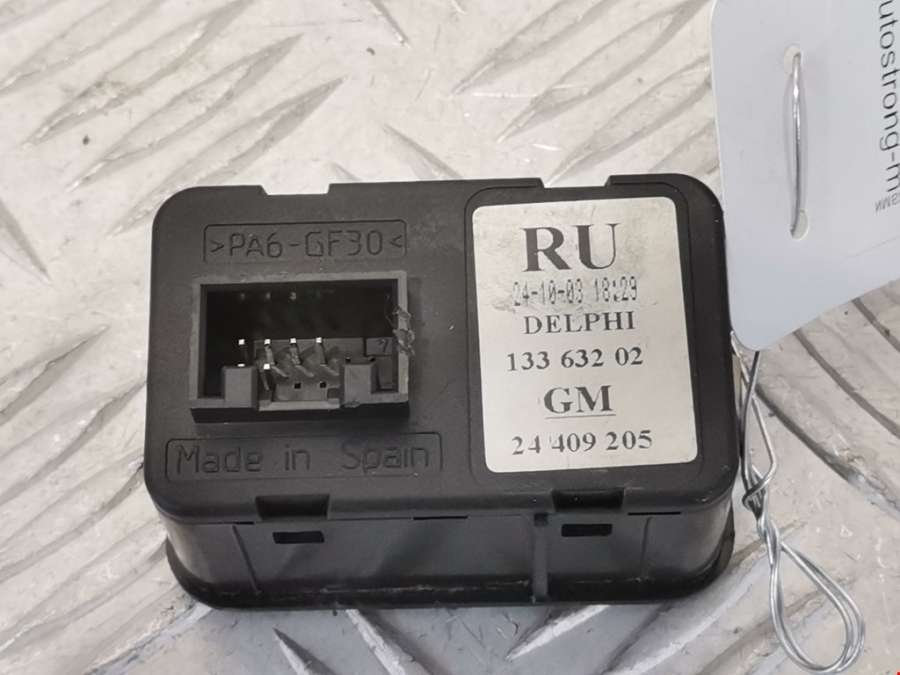 >PA6-GF30<
Made in Spain
RU
24-10-03 18:29
DELPHI
133 632 02
GM
24 409 205
utostrong-m